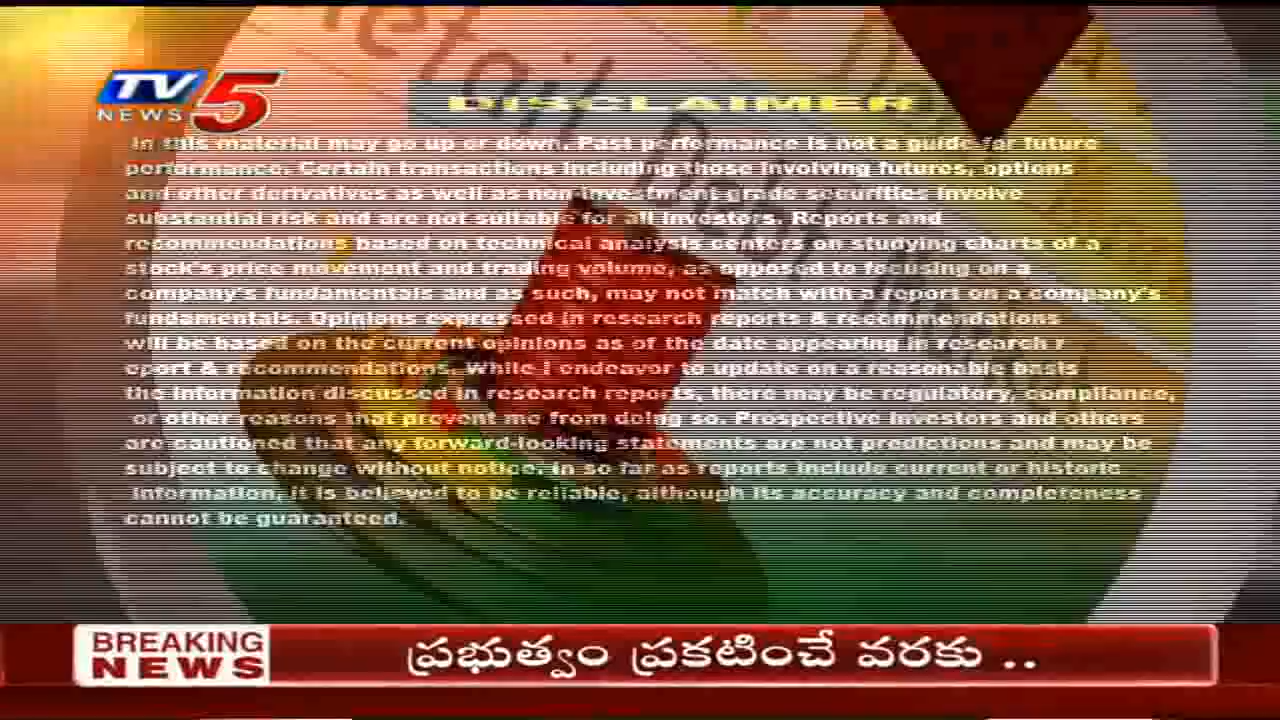 TV5
NEWS
DISCLAIMER
In this material may go up or down. Past performance is not a guide for future
performance. Certain transactions including those involving futures, options
and other derivatives as well as non-investment grade securities involve
substantial risk and are not suitable for all investors. Reports and
recommendations based on technical analysis centers on studying charts of a
stock's price movement and trading volume, as opposed to focusing on a
company's fundamentals and as such, may not match with a report on a company's
fundamentals. Opinions expressed in research reports & recommendations
will be based on the current opinions as of the date appearing in research r
eport & recommendations. While I endeavor to update on a reasonable basis
the information discussed in research reports, there may be regulatory, compliance,
or other reasons that prevent me from doing so. Prospective investors and others
are cautioned that any forward-looking statements are not predictions and may be
subject to change without notice. In so far as reports include current or historic
information, it is believed to be reliable, although its accuracy and completeness
cannot be guaranteed.
retail
Debt
BREAKING
NEWS
ప్రభుత్వం ప్రకటించే వరకు ..